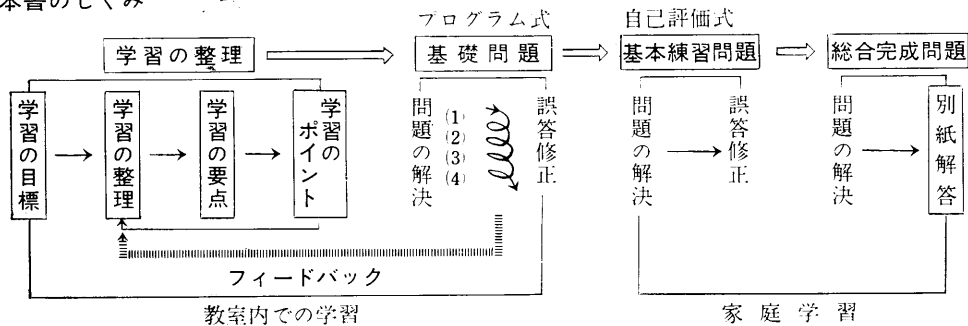 本書のしくみ
プログラム式
自己評価式
学習の整理
基礎問題
基本練習問題
総合完成問題
学習の目標
学習の整理
学習の要点
学習の
ポイント
問題の解決
(1)
(2)
(3)
(4)
誤答修正
問題の解決
誤答修正
問題の解決
別紙解答
フィードバック
教室内での学習
家庭学習